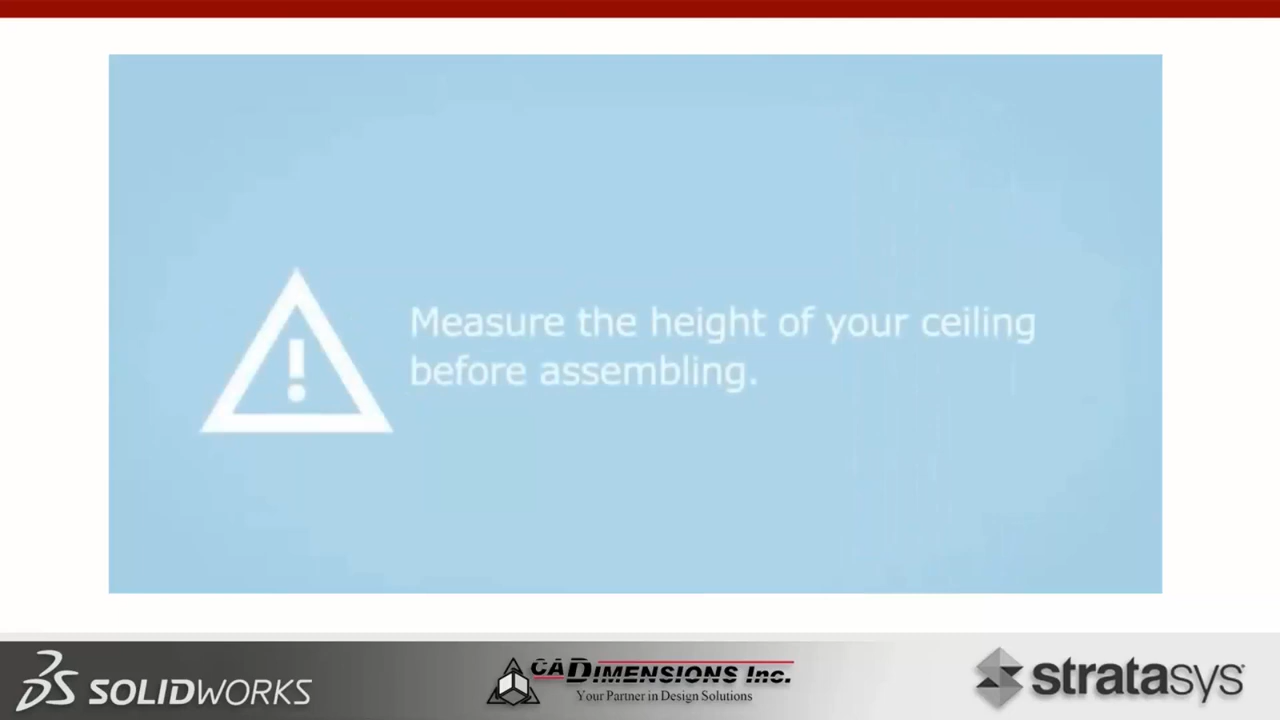 Measure the height of your ceiling
before assembling.
SOLIDWORKS
CADIMENSIONS Inc.
Your Partner in Design Solutions
stratasys